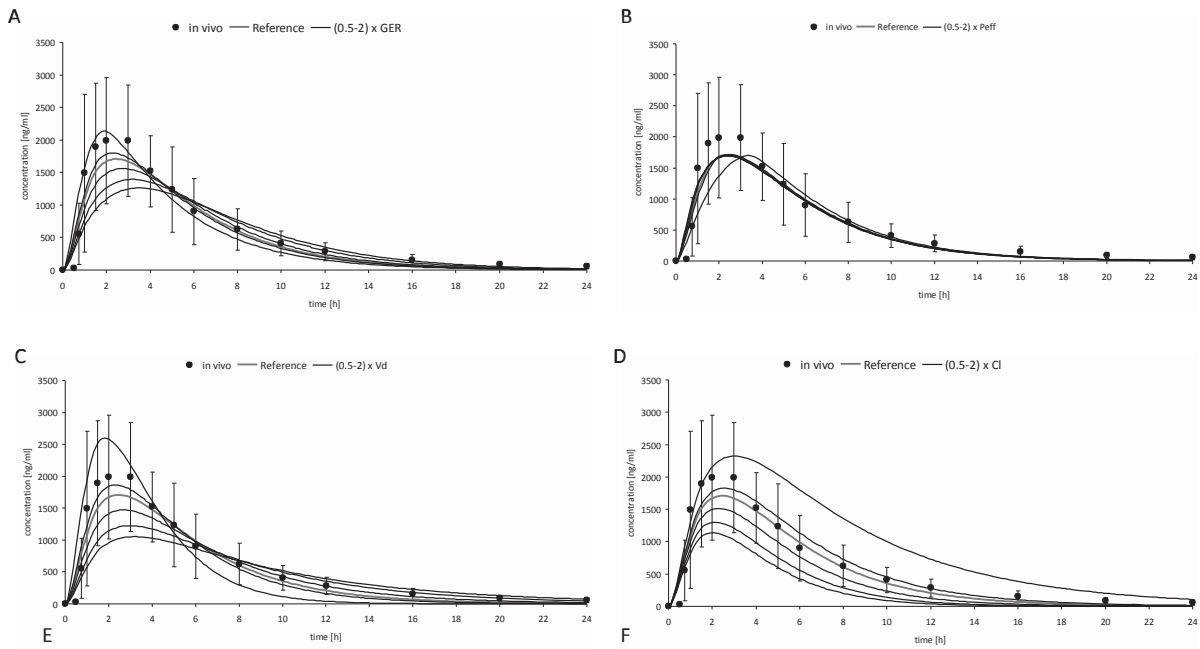 A
in vivo Reference (0.5-2) x GER
3500
3000
2500
2000
1500
1000
500
0
concentration [ng/ml]
0 2 4 6 8 10 12 14 16 18 20 22 24
time [h]
B
in vivo Reference (0.5-2) x Peff
3500
3000
2500
2000
1500
1000
500
0
concentration [ng/ml]
0 2 4 6 8 10 12 14 16 18 20 22 24
time [h]
C
in vivo Reference (0.5-2) x Vd
3500
3000
2500
2000
1500
1000
500
0
concentration [ng/ml]
0 2 4 6 8 10 12 14 16 18 20 22 24
time [h]
D
in vivo Reference (0.5-2) x Cl
3500
3000
2500
2000
1500
1000
500
0
concentration [ng/ml]
0 2 4 6 8 10 12 14 16 18 20 22 24
time [h]
E
F